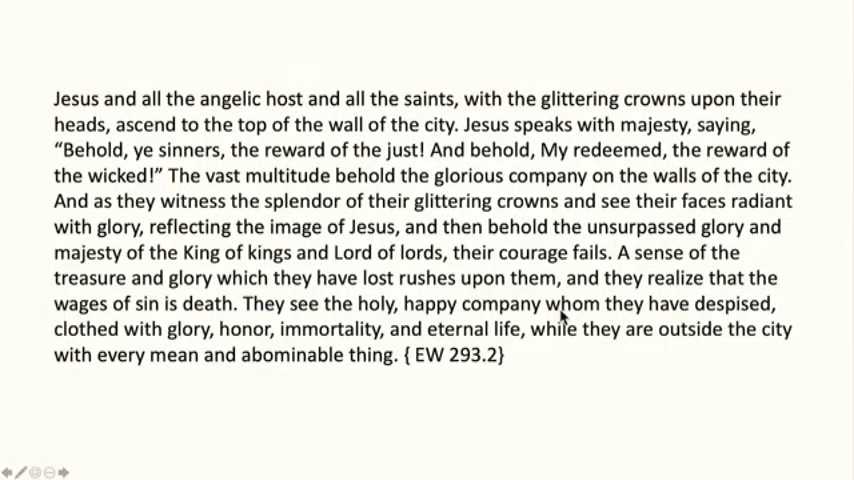 Jesus and all the angelic host and all the saints, with the glittering crowns upon their
heads, ascend to the top of the wall of the city. Jesus speaks with majesty, saying,
“Behold, ye sinners, the reward of the just! And behold, My redeemed, the reward of
the wicked!” The vast multitude behold the glorious company on the walls of the city.
And as they witness the splendor of their glittering crowns and see their faces radiant
with glory, reflecting the image of Jesus, and then behold the unsurpassed glory and
majesty of the King of kings and Lord of lords, their courage fails. A sense of the
treasure and glory which they have lost rushes upon them, and they realize that the
wages of sin is death. They see the holy, happy company whom they have despised,
clothed with glory, honor, immortality, and eternal life, while they are outside the city
with every mean and abominable thing. { EW 293.2}